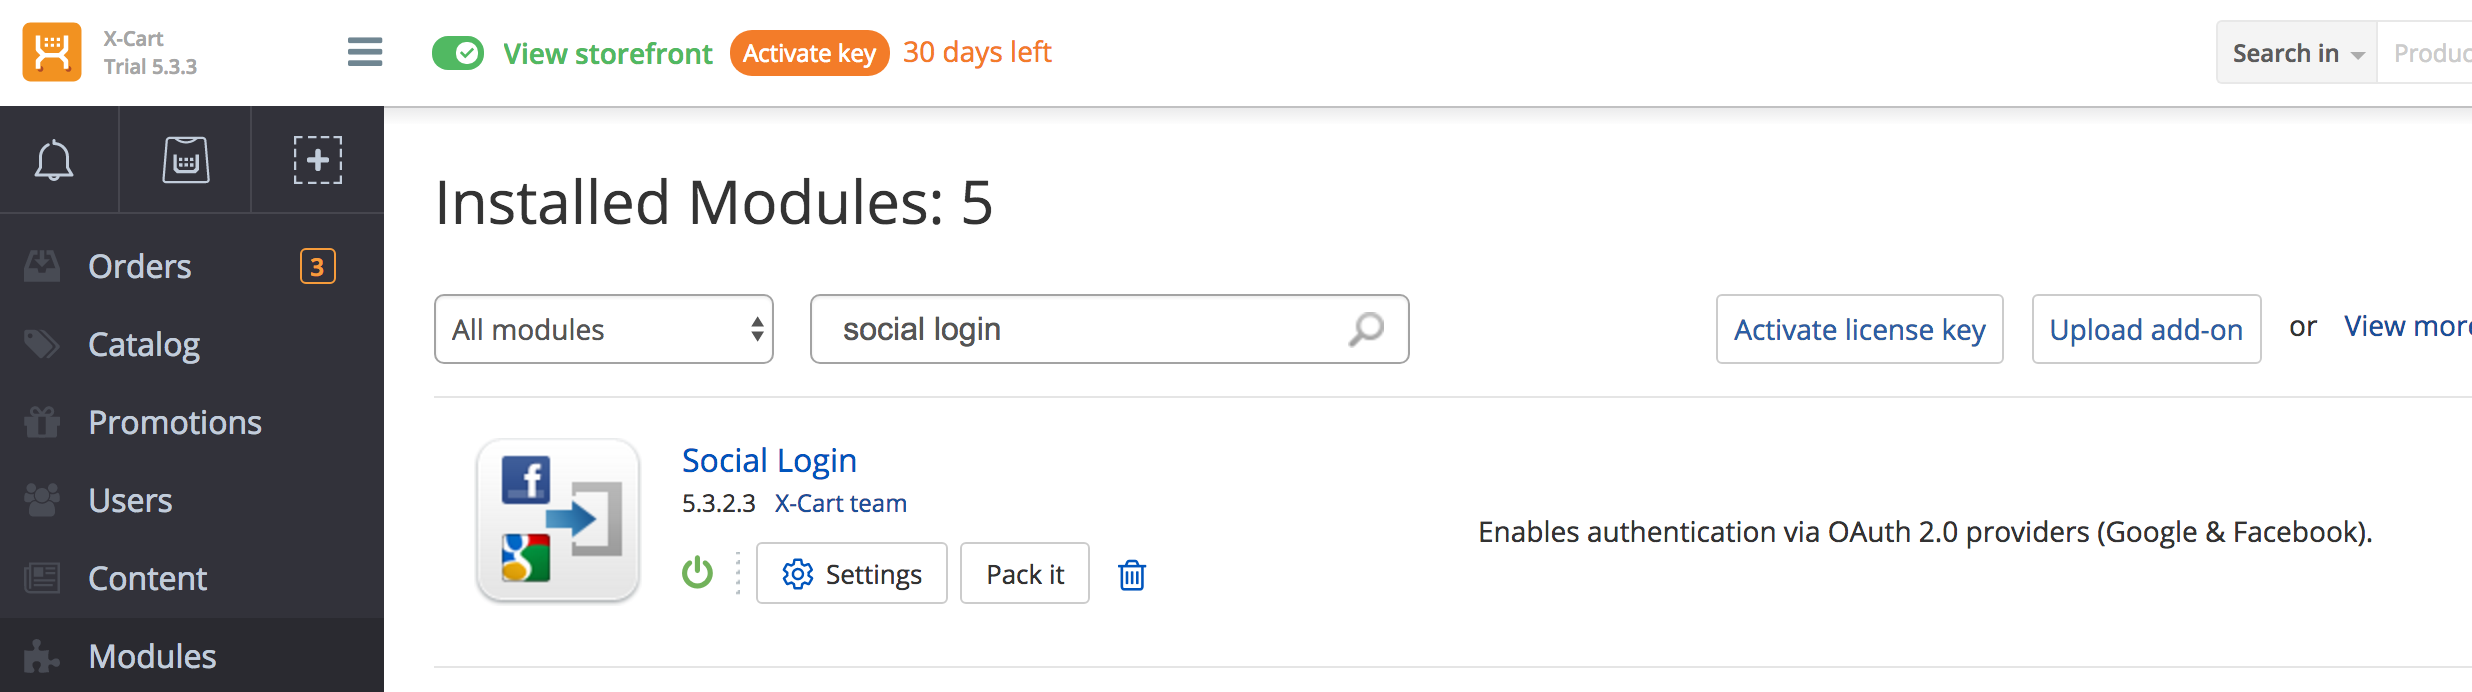 X-Cart
Trial 5.3.3
View storefront
Activate key
30 days left
Search in
Produc
Installed Modules: 5
Orders
3
Catalog
Promotions
Users
Content
Modules
All modules
social login
Activate license key
Upload add-on
or
View more
Social Login
5.3.2.3 X-Cart team
Enables authentication via OAuth 2.0 providers (Google & Facebook).
Settings
Pack it